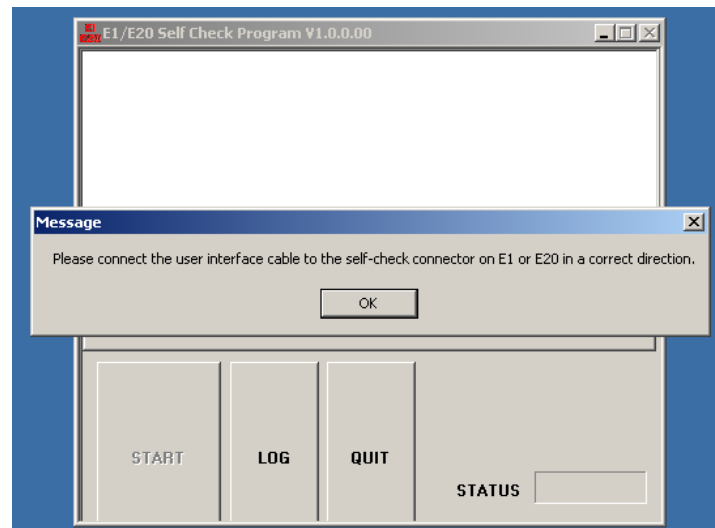 E1/E20 Self Check Program V1.0.0.00
Message
Please connect the user interface cable to the self-check connector on E1 or E20 in a correct direction.
OK
START
LOG
QUIT
STATUS